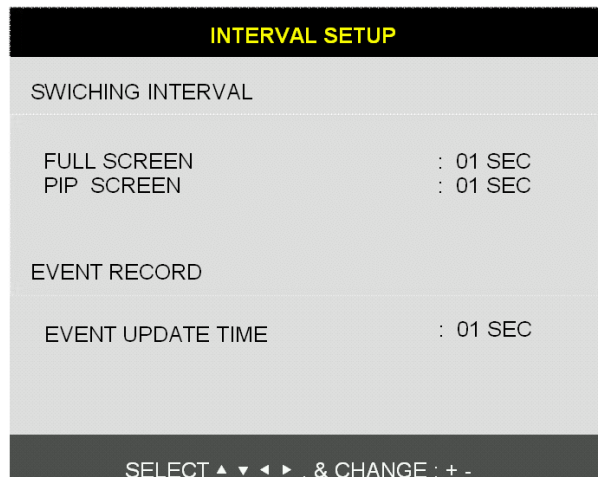 INTERVAL SETUP
SWICHING INTERVAL
FULL SCREEN : 01 SEC
PIP SCREEN : 01 SEC
EVENT RECORD
EVENT UPDATE TIME : 01 SEC
SELECT ▲ ▼ ◄ ► . & CHANGE : + -